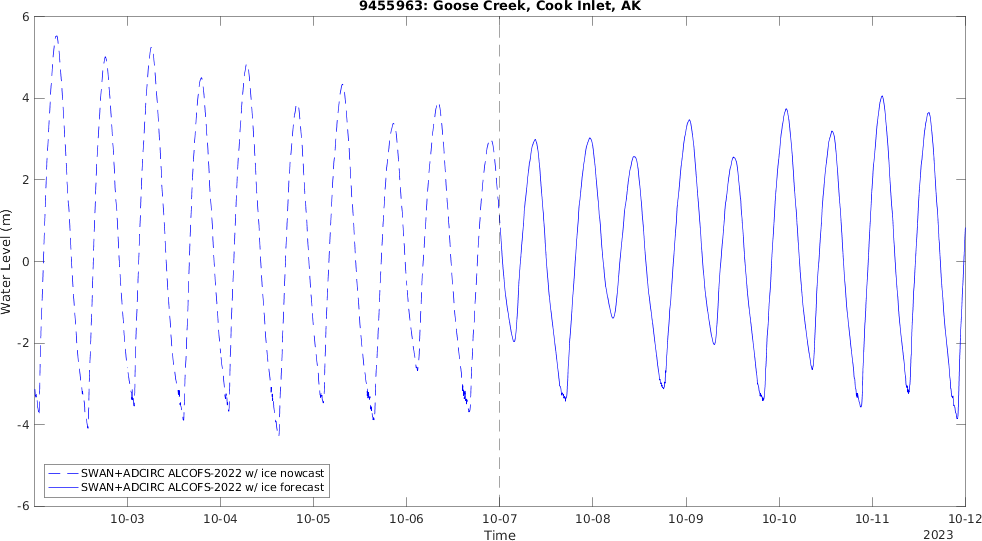 9455963: Goose Creek, Cook Inlet, AK
6
4
2
0
-2
-4
-6
Water Level (m)
SWAN+ADCIRC ALCOFS-2022 w/ ice nowcast
SWAN+ADCIRC ALCOFS-2022 w/ ice forecast
10-03 10-04 10-05 10-06 10-07 10-08 10-09 10-10 10-11 10-12
Time
2023